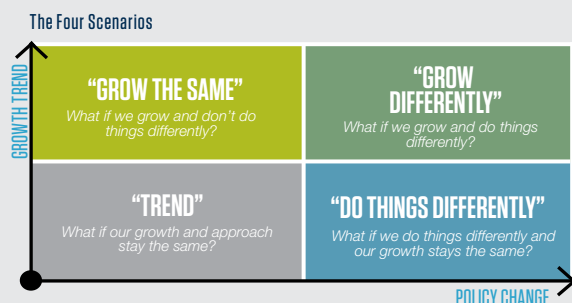 The Four Scenarios
GROWTH TREND
“GROW THE SAME”
What if we grow and don’t do
things differently?
“GROW
DIFFERENTLY”
What if we grow and do things
differently?
“TREND”
What if our growth and approach
stay the same?
“DO THINGS DIFFERENTLY”
What if we do things differently and
our growth stays the same?
POLICY CHANGE